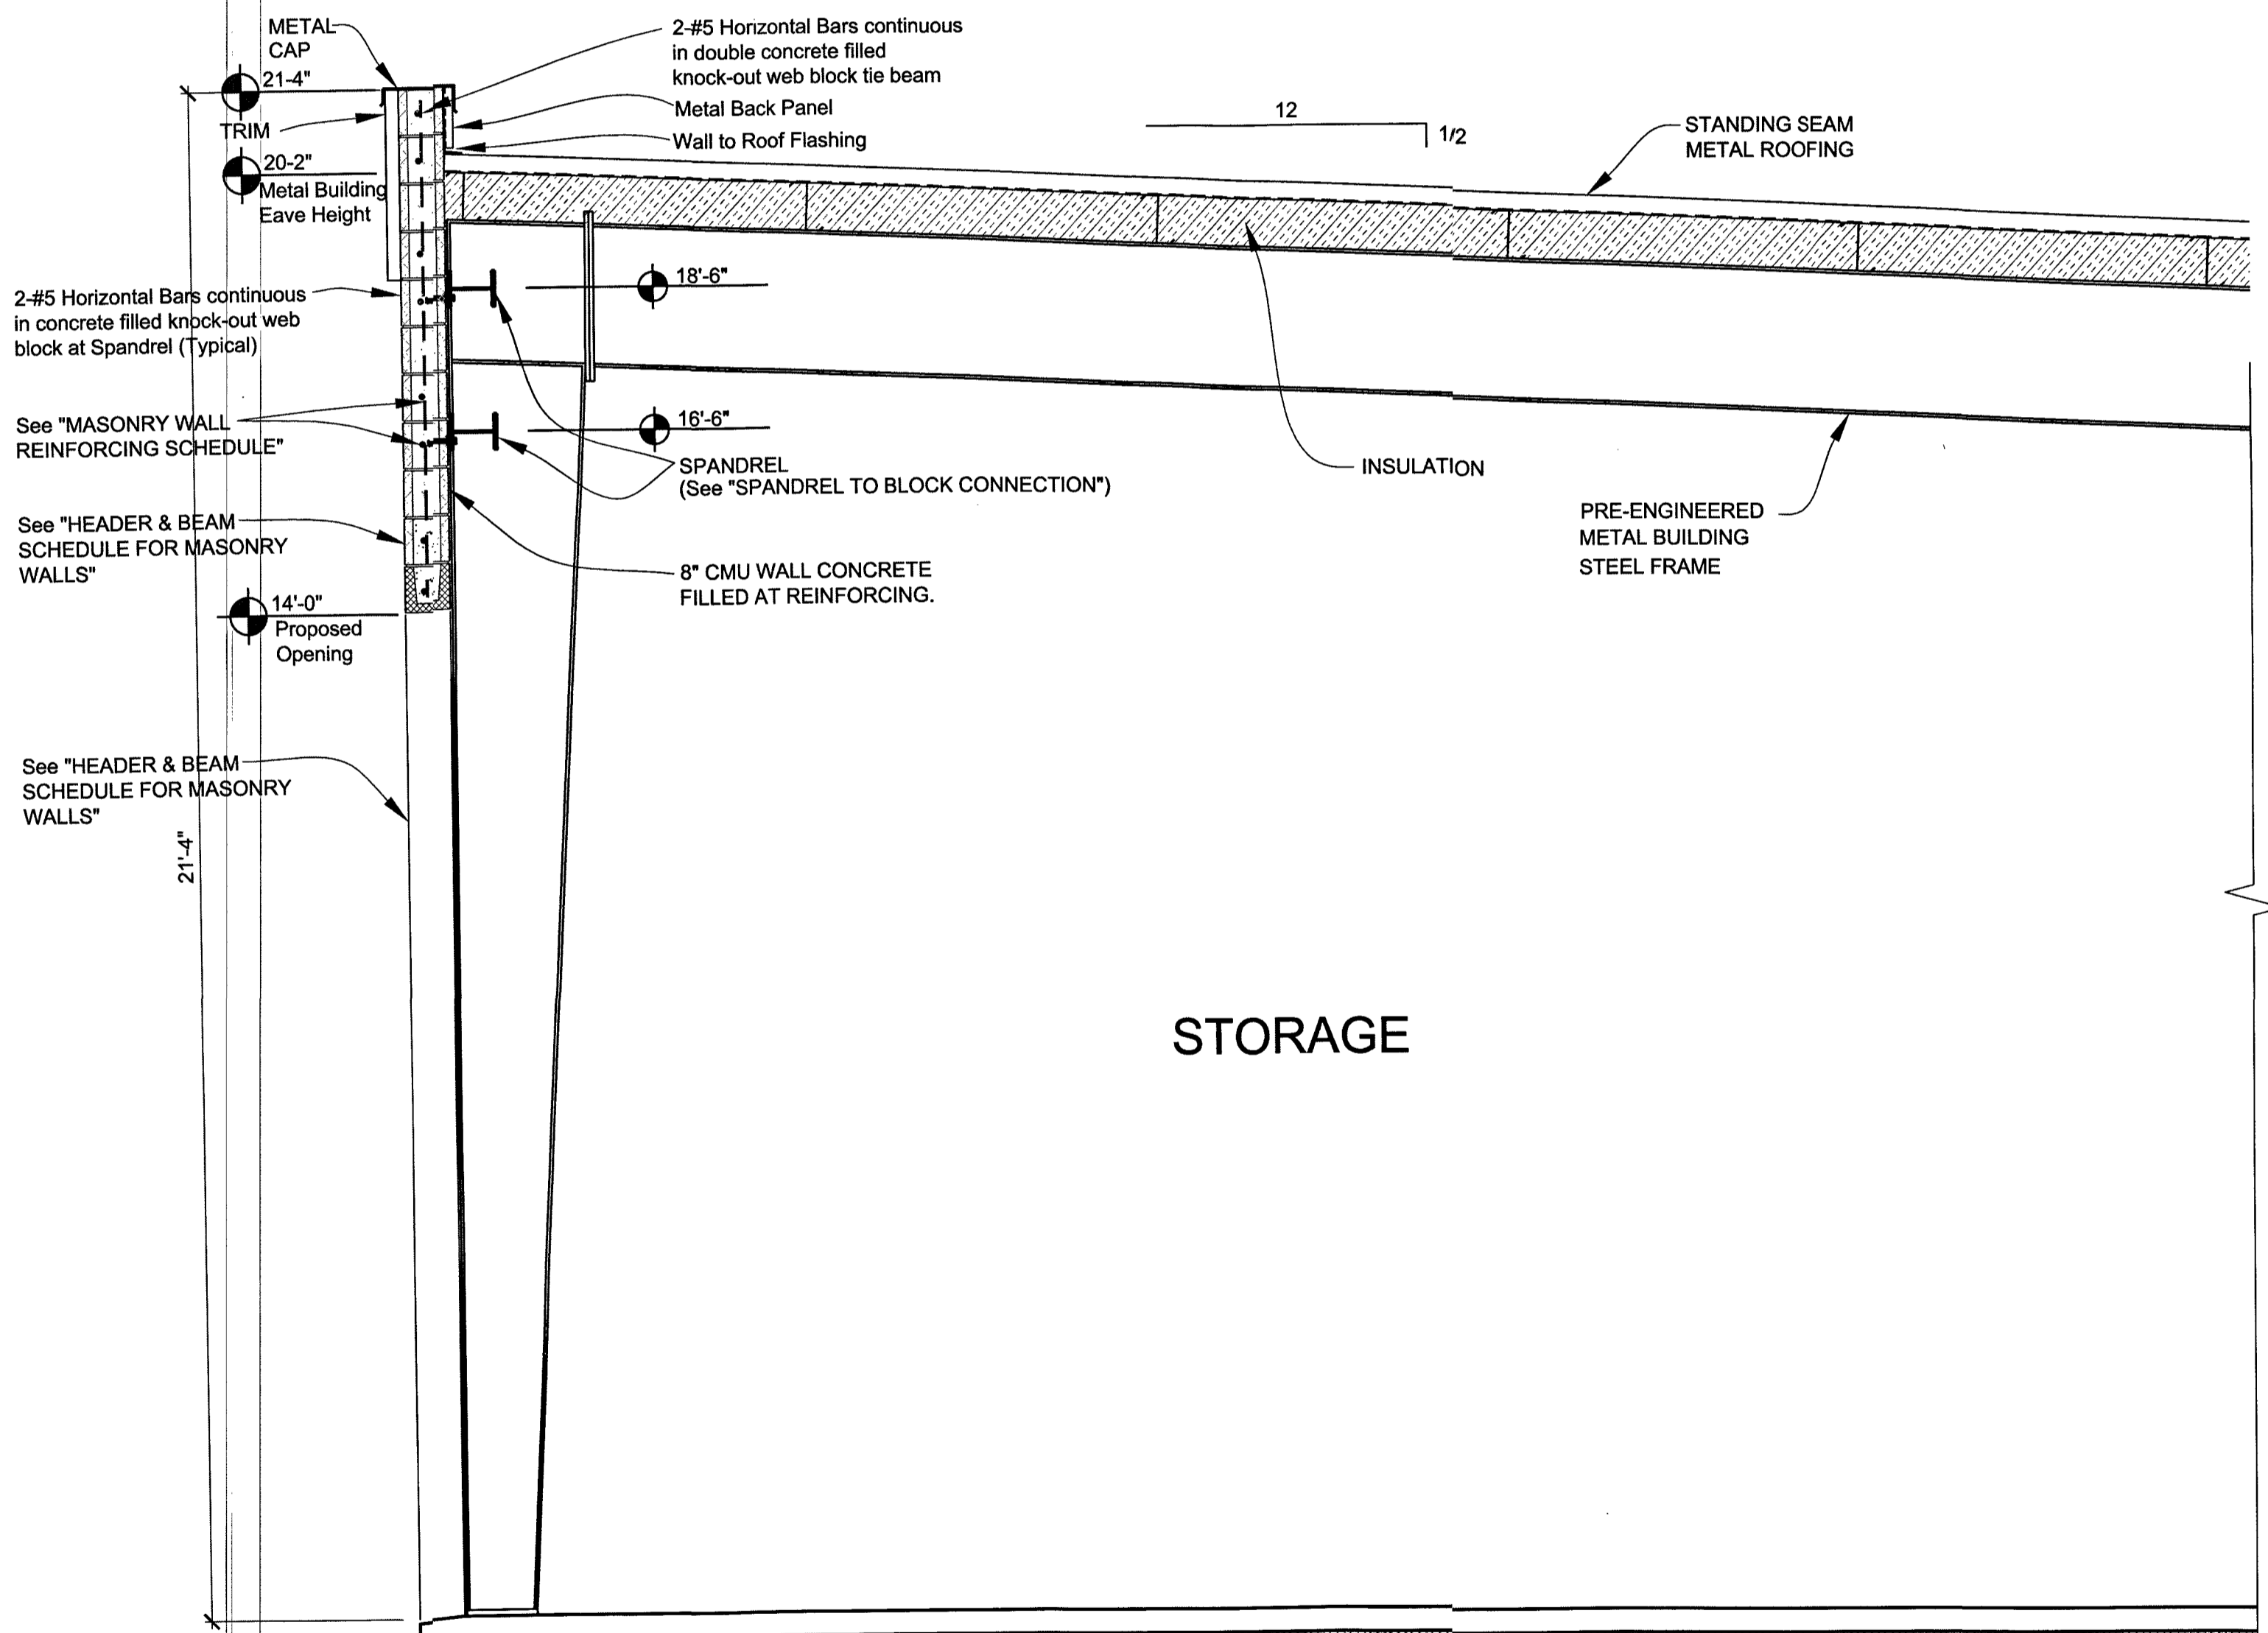 METAL
CAP
2-#5 Horizontal Bars continuous
in double concrete filled
knock-out web block tie beam
21-4"
Metal Back Panel
TRIM
Wall to Roof Flashing
12
1/2
STANDING SEAM
METAL ROOFING
20-2"
Metal Building
Eave Height
18'-6"
2-#5 Horizontal Bars continuous
in concrete filled knock-out web
block at Spandrel (Typical)
16'-6"
See "MASONRY WALL
REINFORCING SCHEDULE"
SPANDREL
(See "SPANDREL TO BLOCK CONNECTION")
INSULATION
PRE-ENGINEERED
METAL BUILDING
STEEL FRAME
See "HEADER & BEAM
SCHEDULE FOR MASONRY
WALLS"
8" CMU WALL CONCRETE
FILLED AT REINFORCING.
14'-0"
Proposed
Opening
See "HEADER & BEAM
SCHEDULE FOR MASONRY
WALLS"
21'-4"
STORAGE